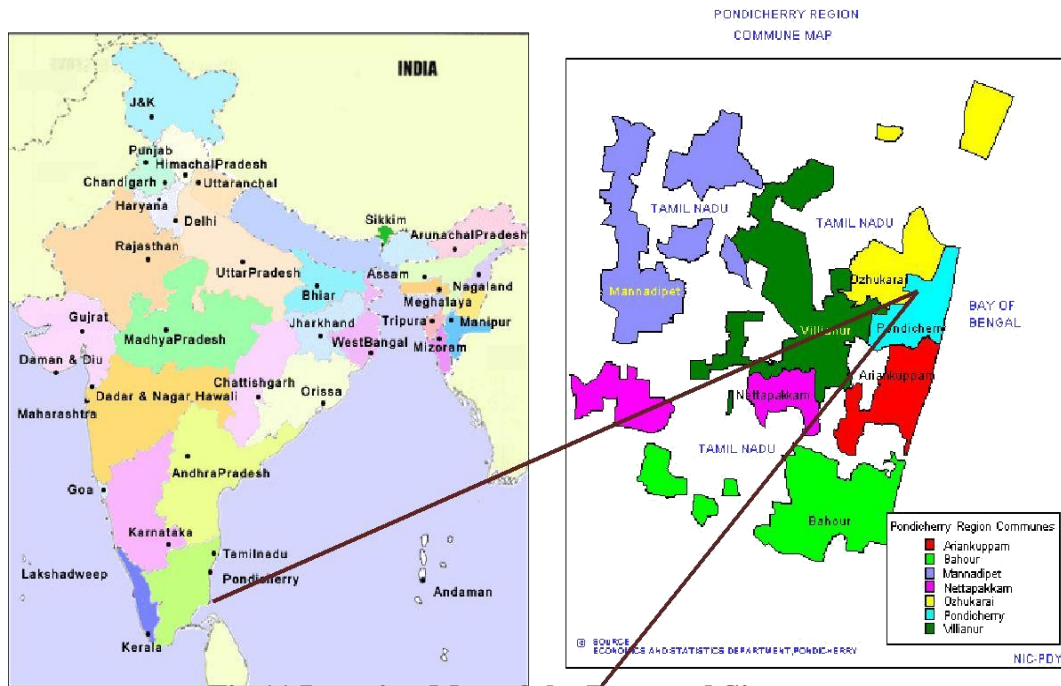 PONDICHERRY REGION
COMMUNE MAP
INDIA
J&K
Punjab
HimachalPradesh
Chandigarh
Uttaranchal
Haryana
Delhi
Rajasthan
UttarPradesh
Sikkim
ArunachalPradesh
Assam
Nagaland
Meghalaya
Bhiar
Gujrat
MadhyaPradesh
Jharkhand
Tripura
Manipur
WestBangal
Mizoram
Daman & Diu
Chattishgarh
Orissa
Dadar & Nagar Hawali
Maharashtra
AndhraPradesh
Goa
Karnataka
Tamilnadu
Lakshadweep
Pondicherry
Andaman
Kerala
TAMIL NADU
TAMIL NADU
Ozhukarai
Mannadipet
BAY OF
BENGAL
Villianur
Pondicherri
Ariankuppam
Nettapakkam
TAMIL NADU
Bahour
Pondicherry Region Communes
Ariankuppam
Bahour
Mannadipet
Nettapakkam
Ozhukarai
Pondicherry
Villianur
SOURCE
ECONOMICS AND STATISTICS DEPARTMENT,PONDICHERRY
NIC-PDY